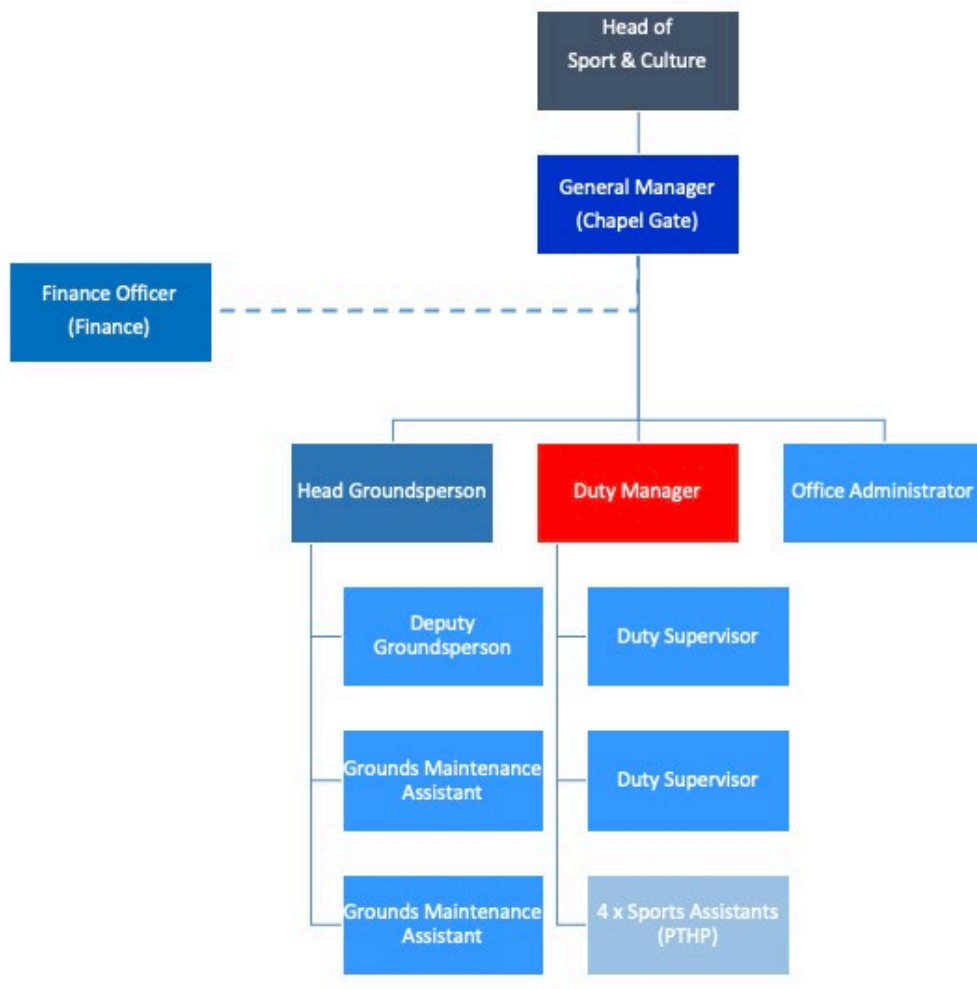 Head of
Sport & Culture
General Manager
(Chapel Gate)
Finance Officer
(Finance)
Head Groundsperson
Duty Manager
Office Administrator
Deputy
Groundsperson
Duty Supervisor
Grounds Maintenance
Assistant
Duty Supervisor
Grounds Maintenance
Assistant
4 x Sports Assistants
(PTHP)